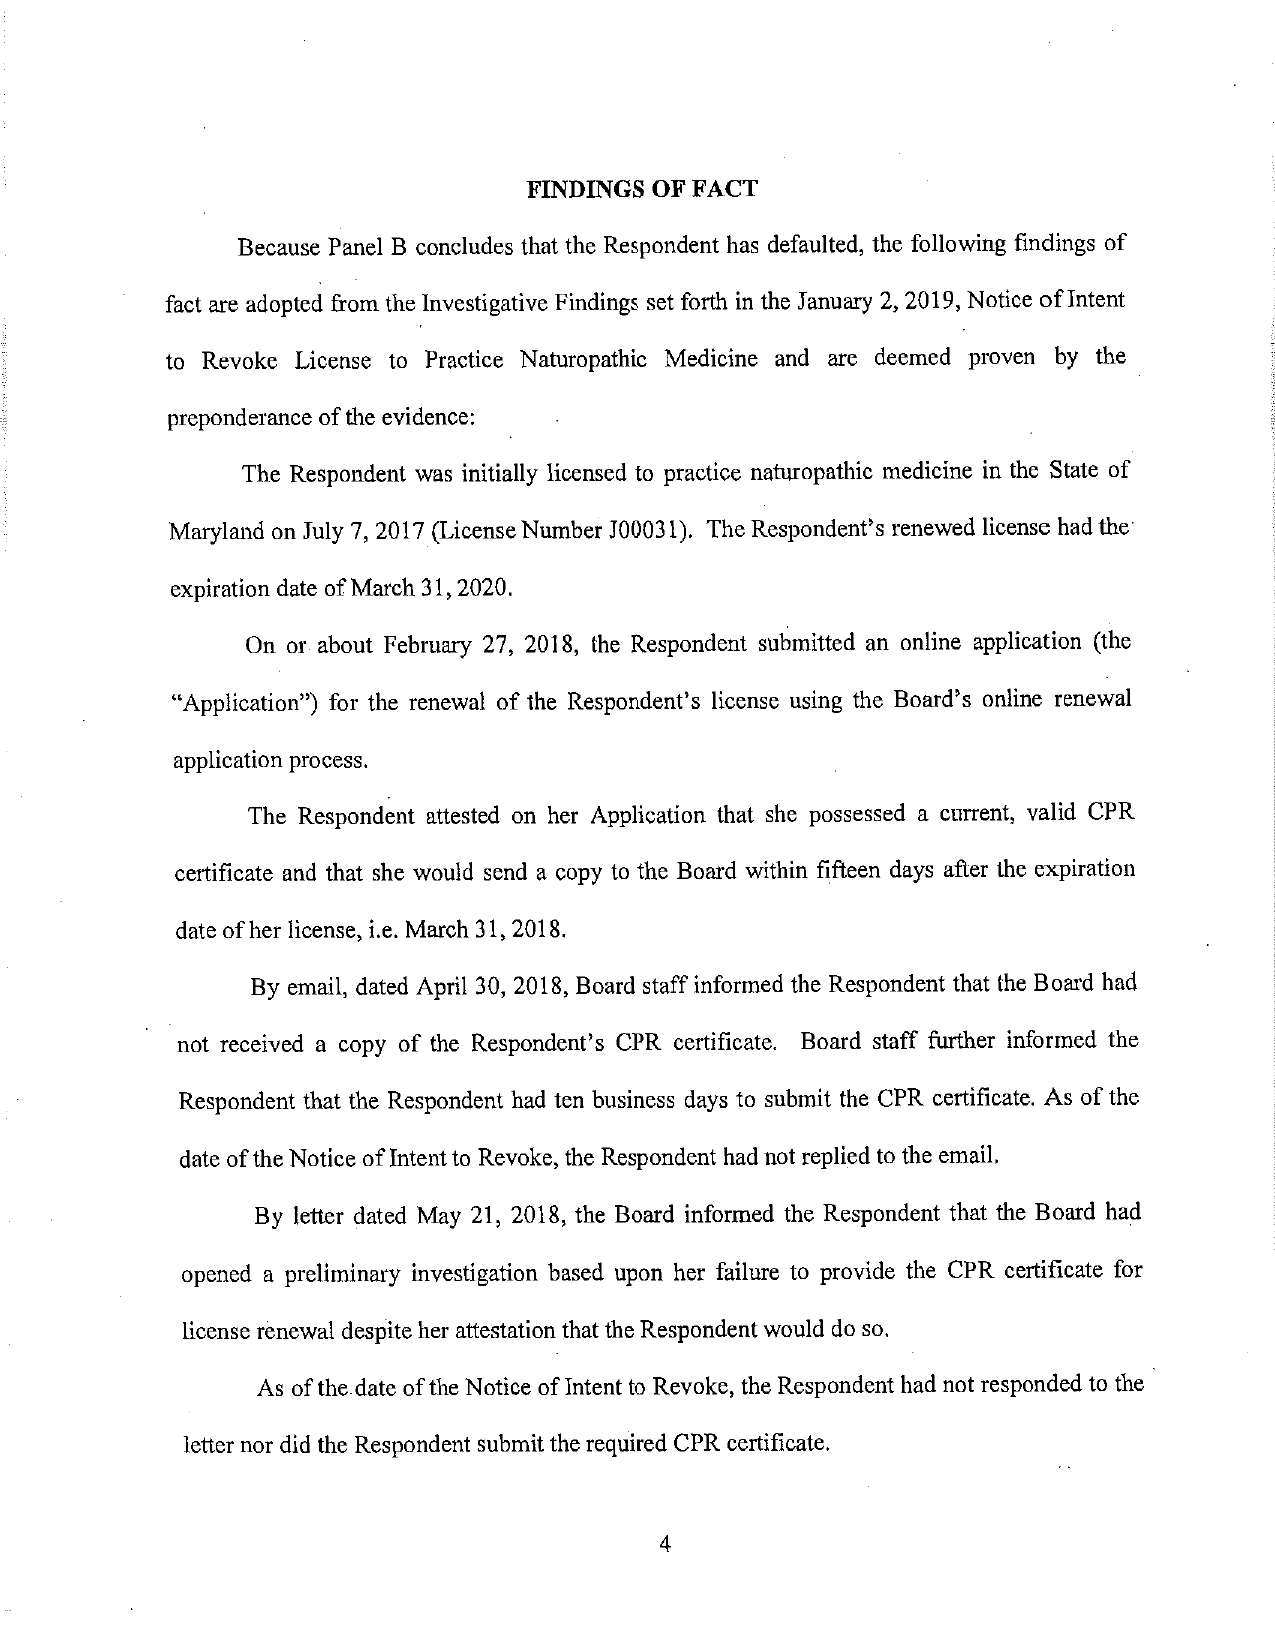 FINDINGS OF FACT
Because Panel B concludes that the Respondent has defaulted, the following findings of
fact are adopted from the Investigative Findings set forth in the January 2, 2019, Notice of Intent
to Revoke License to Practice Naturopathic Medicine and are deemed proven by the
preponderance of the evidence:
The Respondent was initially licensed to practice naturopathic medicine in the State of
Maryland on July 7, 2017 (License Number J00031). The Respondent's renewed license had the
expiration date of March 31, 2020.
On or about February 27, 2018, the Respondent submitted an online application (the
“Application”) for the renewal of the Respondent's license using the Board's online renewal
application process.
The Respondent attested on her Application that she possessed a current, valid CPR
certificate and that she would send a copy to the Board within fifteen days after the expiration
date of her license, i.e. March 31, 2018.
By email, dated April 30, 2018, Board staff informed the Respondent that the Board had
not received a copy of the Respondent's CPR certificate. Board staff further informed the
Respondent that the Respondent had ten business days to submit the CPR certificate. As of the
date of the Notice of Intent to Revoke, the Respondent had not replied to the email.
By letter dated May 21, 2018, the Board informed the Respondent that the Board had
opened a preliminary investigation based upon her failure to provide the CPR certificate for
license renewal despite her attestation that the Respondent would do so.
As of the date of the Notice of Intent to Revoke, the Respondent had not responded to the
letter nor did the Respondent submit the required CPR certificate.
4